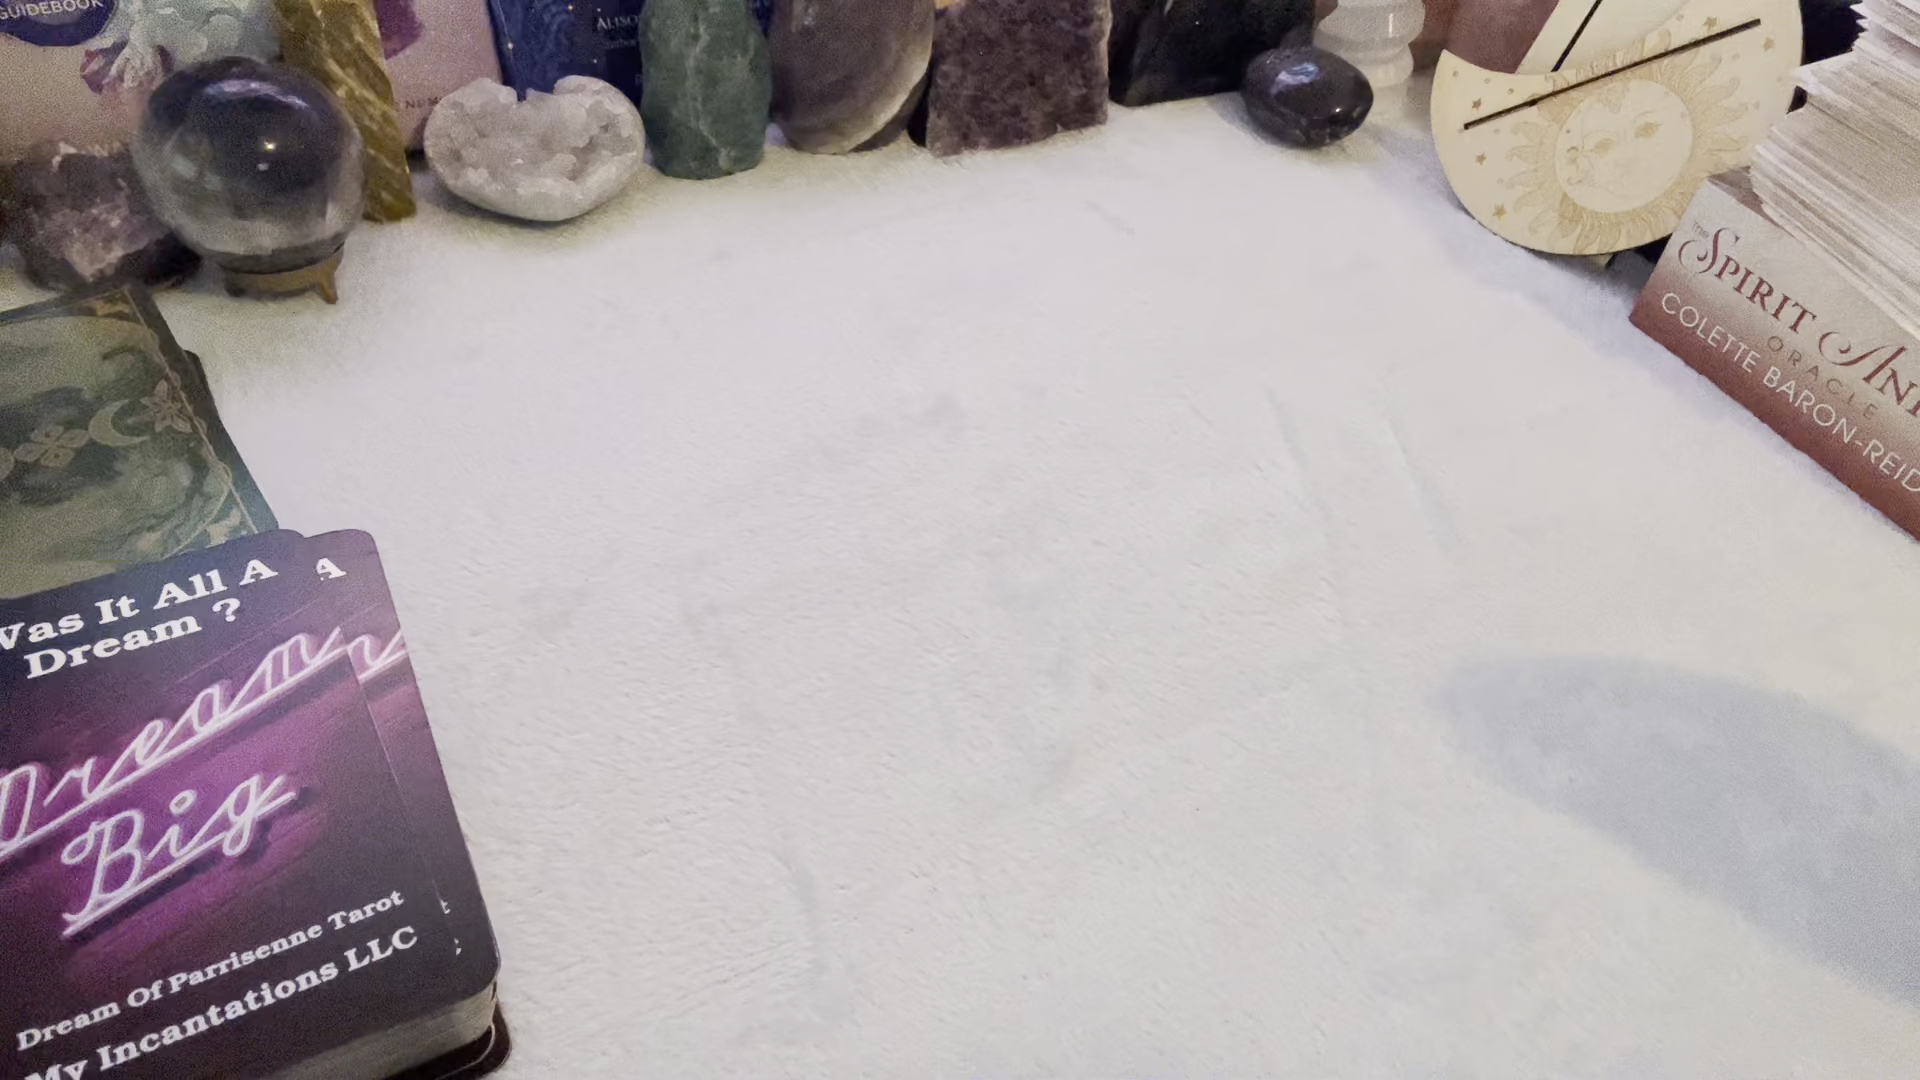 GUIDEBOOK
Was It All A
Dream ?
A
Dream
Big
Dream Of Parrisenne Tarot
My Incantations LLC
THE
SPIRIT
ORACLE
COLETTE BARON-REID